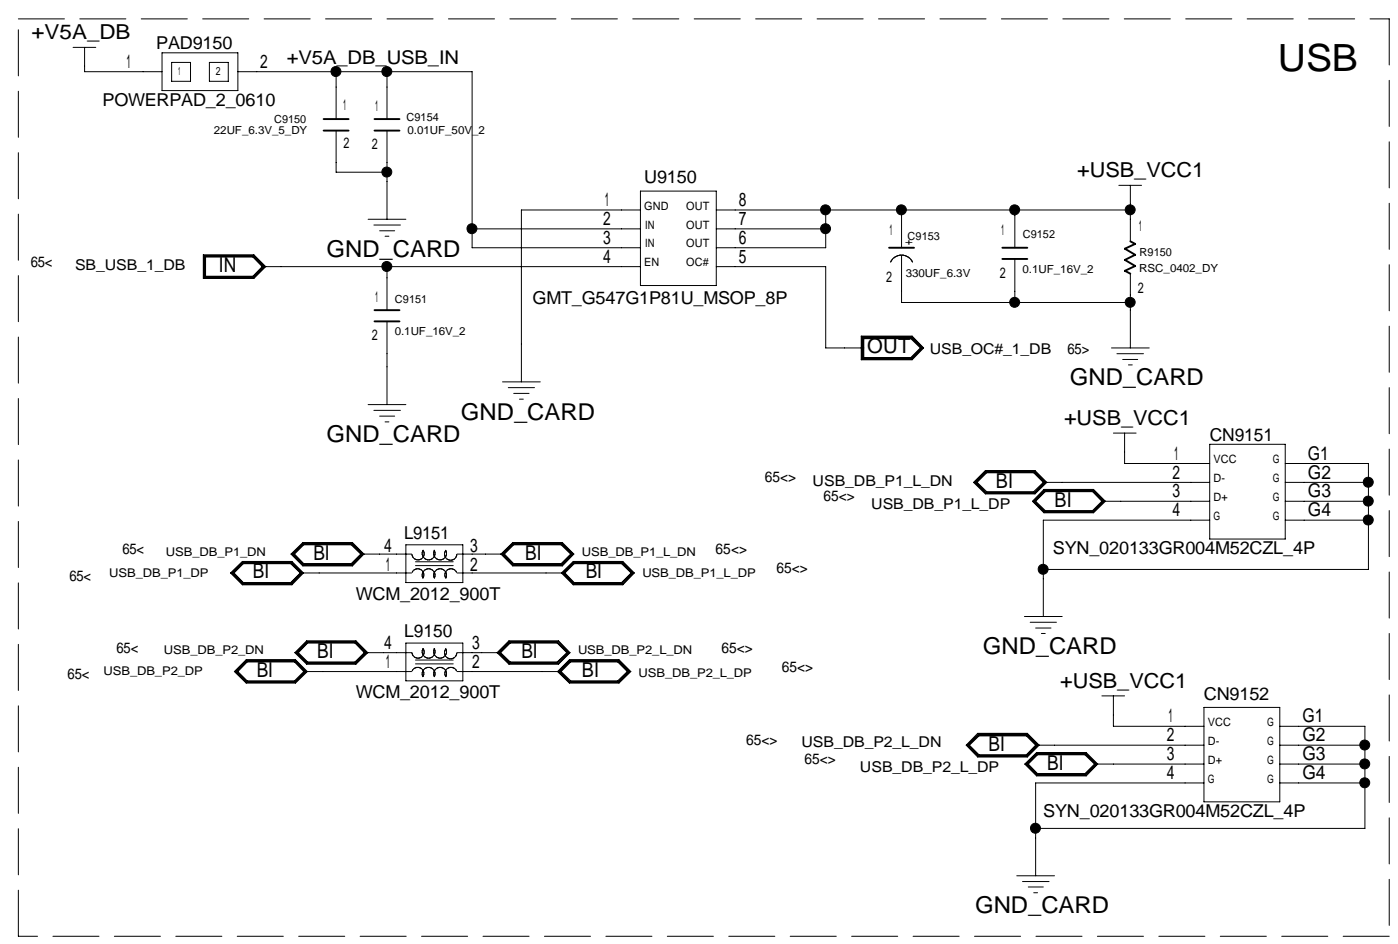 USB
+V5A_DB
PAD9150
1 1 2 2
+V5A_DB_USB_IN
POWERPAD_2_0610
1 1
C9150 C9154
22UF_6.3V_5_DY 0.01UF_50V_2
2 2
GND_CARD
U9150
1 GND OUT 8
2 IN OUT 7
3 IN OUT 6
4 EN OC# 5
GMT_G547G1P81U_MSOP_8P
65< SB_USB_1_DB IN
1
C9151
2 0.1UF_16V_2
GND_CARD
GND_CARD
+USB_VCC1
1 1 1
C9153 C9152 R9150
+
330UF_6.3V 0.1UF_16V_2 RSC_0402_DY
2 2 2
OUT USB_OC#_1_DB 65>
GND_CARD
+USB_VCC1
CN9151
1 VCC G G1
65<> USB_DB_P1_L_DN BI 2 D- G G2
65<> USB_DB_P1_L_DP BI 3 D+ G G3
4 G G G4
SYN_020133GR004M52CZL_4P
GND_CARD
L9151
65< USB_DB_P1_DN BI 4 3 BI USB_DB_P1_L_DN 65<>
65< USB_DB_P1_DP BI 1 2 BI USB_DB_P1_L_DP 65<>
WCM_2012_900T
L9150
65< USB_DB_P2_DN BI 4 3 BI USB_DB_P2_L_DN 65<>
65< USB_DB_P2_DP BI 1 2 BI USB_DB_P2_L_DP 65<>
WCM_2012_900T
+USB_VCC1
CN9152
1 VCC G G1
65<> USB_DB_P2_L_DN BI 2 D- G G2
65<> USB_DB_P2_L_DP BI 3 D+ G G3
4 G G G4
SYN_020133GR004M52CZL_4P
GND_CARD